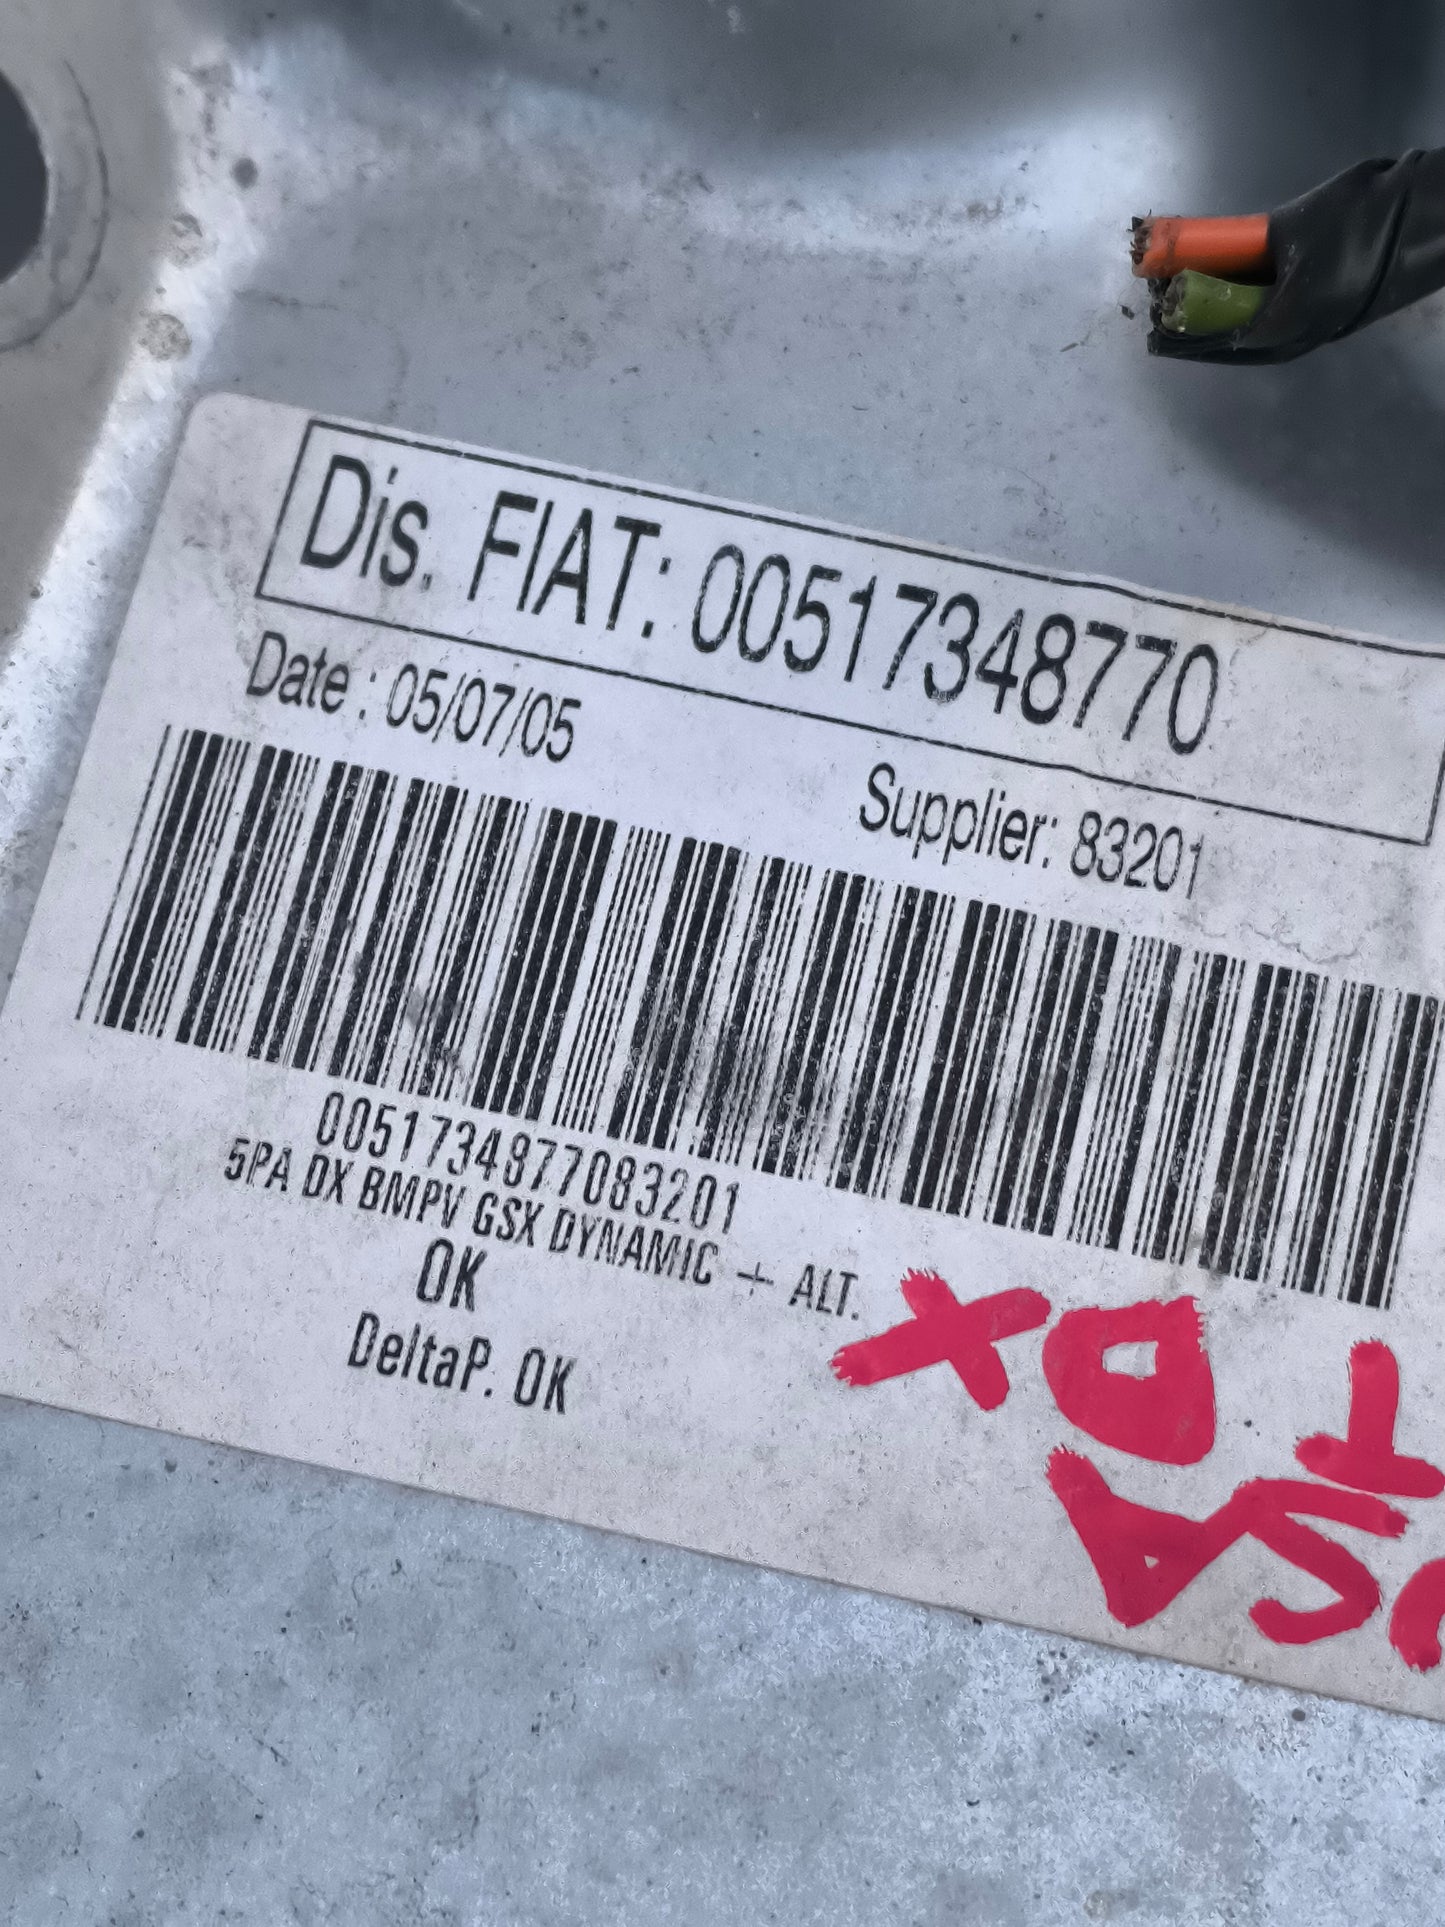 Dis. FIAT: 00517348770
Date : 05/07/05
Supplier: 83201
0051734877083201
5PA DX BMPV GSX DYNAMIC + ALT.
OK
DeltaP. OK
DX